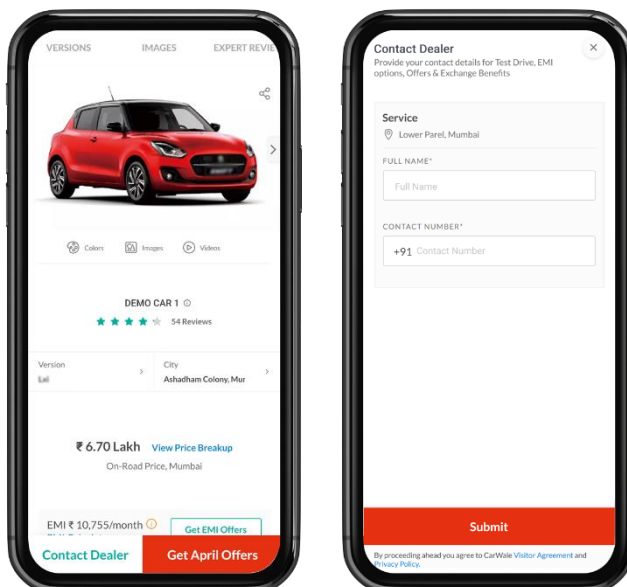 VERSIONS IMAGES EXPERT REVIE
Colors Images Videos
DEMO CAR 1
54 Reviews
Version
City
Ashadham Colony, Mur
₹ 6.70 Lakh View Price Breakup
On-Road Price, Mumbai
EMI ₹ 10,755/month
Get EMI Offers
Contact Dealer
Get April Offers
Contact Dealer
Provide your contact details for Test Drive, EMI
options, Offers & Exchange Benefits
Service
Lower Parel, Mumbai
FULL NAME*
Full Name
CONTACT NUMBER*
+91 Contact Number
Submit
By proceeding ahead you agree to CarWale Visitor Agreement and
Privacy Policy.